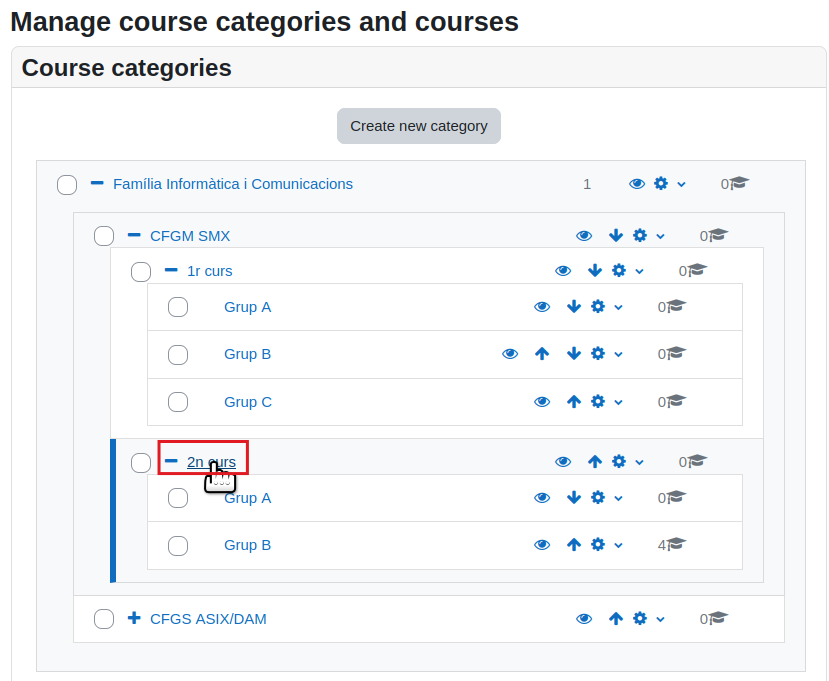 Manage course categories and courses
Course categories
Create new category
Família Informàtica i Comunicacions 1 0
CFGM SMX 0
1r curs 0
Grup A 0
Grup B 0
Grup C 0
2n curs 0
Grup A 0
Grup B 4
CFGS ASIX/DAM 0